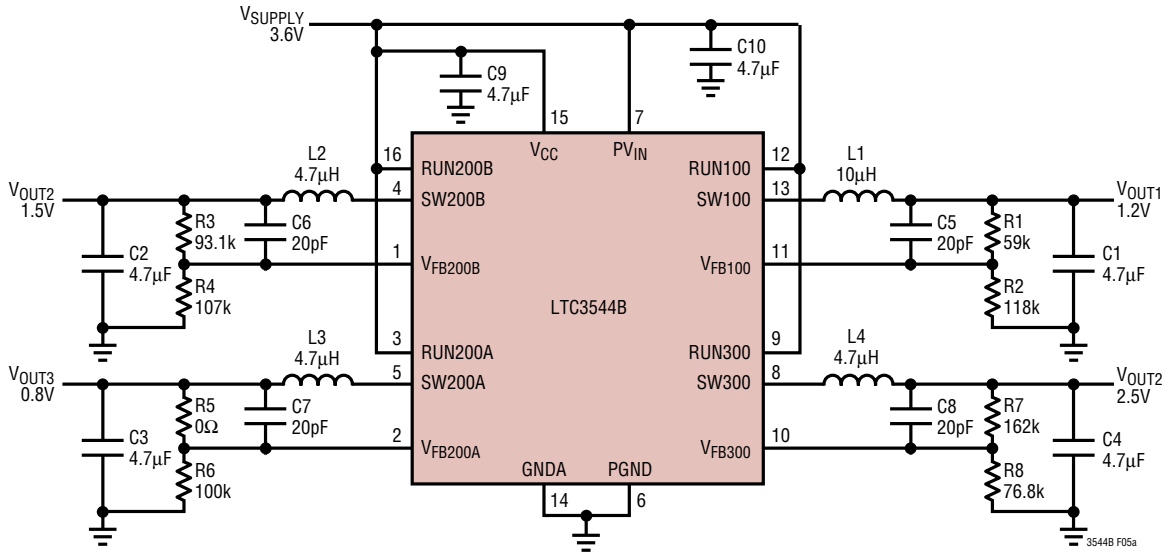 VSUPPLY
3.6V
C10
4.7µF
C9
4.7µF
15
7
VCC
PVIN
16
RUN200B
RUN100
12
L2
4.7µH
L1
10µH
4
SW200B
SW100
13
VOUT2
1.5V
VOUT1
1.2V
R3
93.1k
C6
20pF
C5
20pF
R1
59k
C2
4.7µF
C1
4.7µF
1
VFB200B
VFB100
11
R4
107k
R2
118k
LTC3544B
3
RUN200A
RUN300
9
L3
4.7µH
L4
4.7µH
5
SW200A
SW300
8
VOUT3
0.8V
VOUT2
2.5V
R5
0Ω
C7
20pF
C8
20pF
R7
162k
C3
4.7µF
C4
4.7µF
2
VFB200A
VFB300
10
R6
100k
R8
76.8k
GNDA
PGND
14
6
3544B F05a